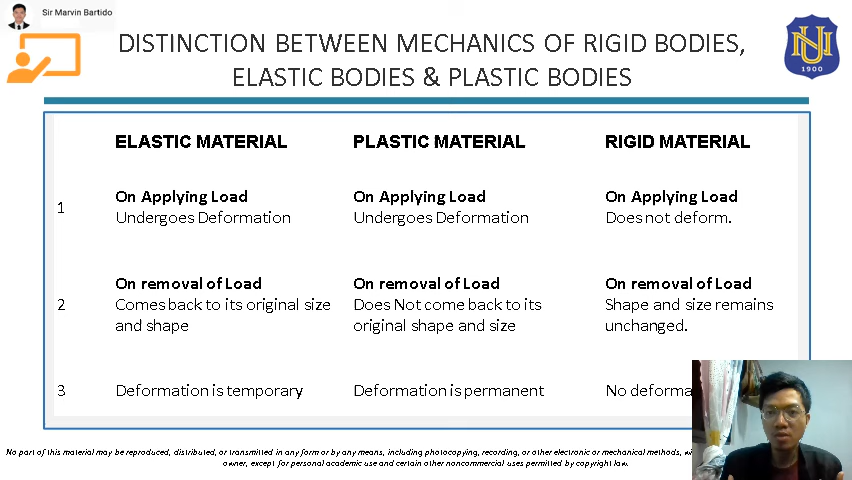 Sir Marvin Bartido
DISTINCTION BETWEEN MECHANICS OF RIGID BODIES,
ELASTIC BODIES & PLASTIC BODIES
NU
1900
ELASTIC MATERIAL PLASTIC MATERIAL RIGID MATERIAL
1
On Applying Load
Undergoes Deformation
On Applying Load
Undergoes Deformation
On Applying Load
Does not deform.
2
On removal of Load
Comes back to its original size
and shape
On removal of Load
Does Not come back to its
original shape and size
On removal of Load
Shape and size remains
unchanged.
3
Deformation is temporary
Deformation is permanent
No
No part of this material may be reproduced, distributed, or transmitted in any form or by any means, including photocopying, recording, or other electronic or mechanical methods,
owner, except for personal academic use and certain other noncommercial uses permitted by copyright law.